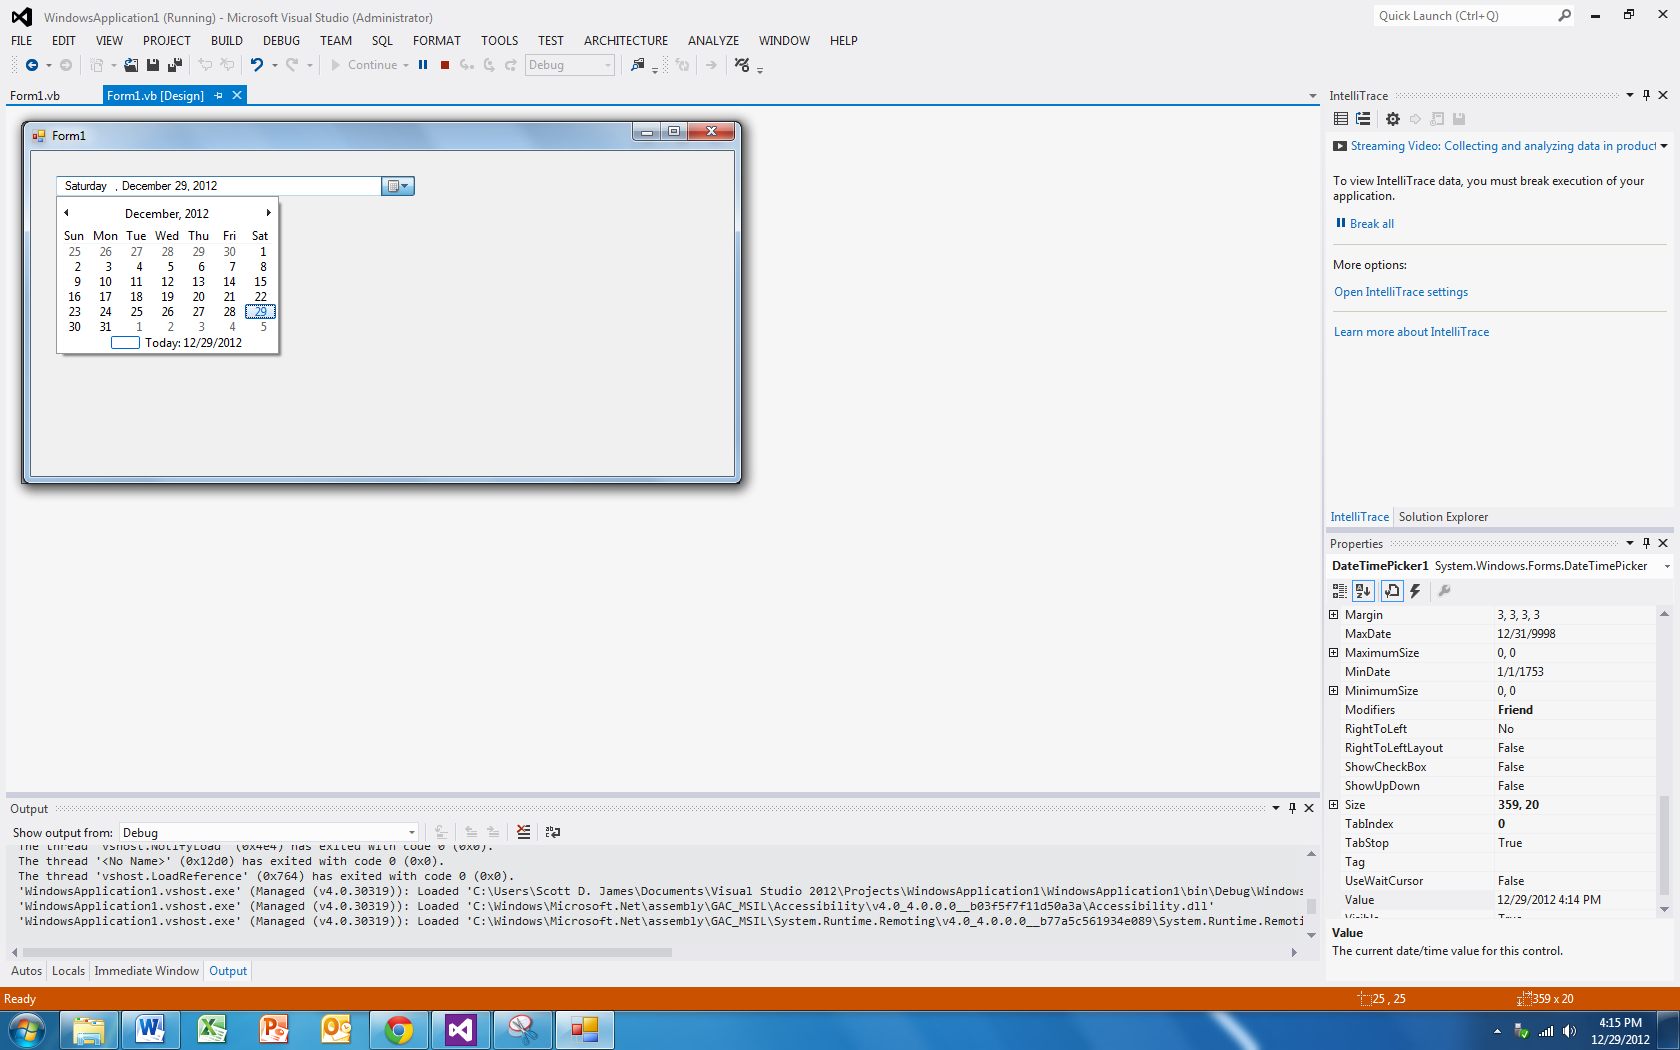 WindowsApplication1 (Running) - Microsoft Visual Studio (Administrator)
Quick Launch (Ctrl+Q)
FILE EDIT VIEW PROJECT BUILD DEBUG TEAM SQL FORMAT TOOLS TEST ARCHITECTURE ANALYZE WINDOW HELP
Continue Debug
Form1.vb Form1.vb [Design]
Form1
Saturday , December 29, 2012
December, 2012
Sun Mon Tue Wed Thu Fri Sat
25 26 27 28 29 30 1
2 3 4 5 6 7 8
9 10 11 12 13 14 15
16 17 18 19 20 21 22
23 24 25 26 27 28 29
30 31 1 2 3 4 5
Today: 12/29/2012
IntelliTrace
Streaming Video: Collecting and analyzing data in product
To view IntelliTrace data, you must break execution of your
application.
Break all
More options:
Open IntelliTrace settings
Learn more about IntelliTrace
IntelliTrace Solution Explorer
Properties
DateTimePicker1 System.Windows.Forms.DateTimePicker
Margin 3, 3, 3, 3
MaxDate 12/31/9998
MaximumSize 0, 0
MinDate 1/1/1753
MinimumSize 0, 0
Modifiers Friend
RightToLeft No
RightToLeftLayout False
ShowCheckBox False
ShowUpDown False
Size 359, 20
TabIndex 0
TabStop True
Tag
UseWaitCursor False
Value 12/29/2012 4:14 PM
Visible True
Value
The current date/time value for this control.
Output
Show output from: Debug
The thread 'vshost.NotifyLoad' (0x4e4) has exited with code 0 (0x0).
The thread '<No Name>' (0x12d0) has exited with code 0 (0x0).
The thread 'vshost.LoadReference' (0x764) has exited with code 0 (0x0).
'WindowsApplication1.vshost.exe' (Managed (v4.0.30319)): Loaded 'C:\Users\Scott D. James\Documents\Visual Studio 2012\Projects\WindowsApplication1\WindowsApplication1\bin\Debug\Windows
'WindowsApplication1.vshost.exe' (Managed (v4.0.30319)): Loaded 'C:\Windows\Microsoft.Net\assembly\GAC_MSIL\Accessibility\v4.0_4.0.0.0__b03f5f7f11d50a3a\Accessibility.dll'
'WindowsApplication1.vshost.exe' (Managed (v4.0.30319)): Loaded 'C:\Windows\Microsoft.Net\assembly\GAC_MSIL\System.Runtime.Remoting\v4.0_4.0.0.0__b77a5c561934e089\System.Runtime.Remoti
Autos Locals Immediate Window Output
Ready
25 , 25
359 x 20
4:15 PM
12/29/2012